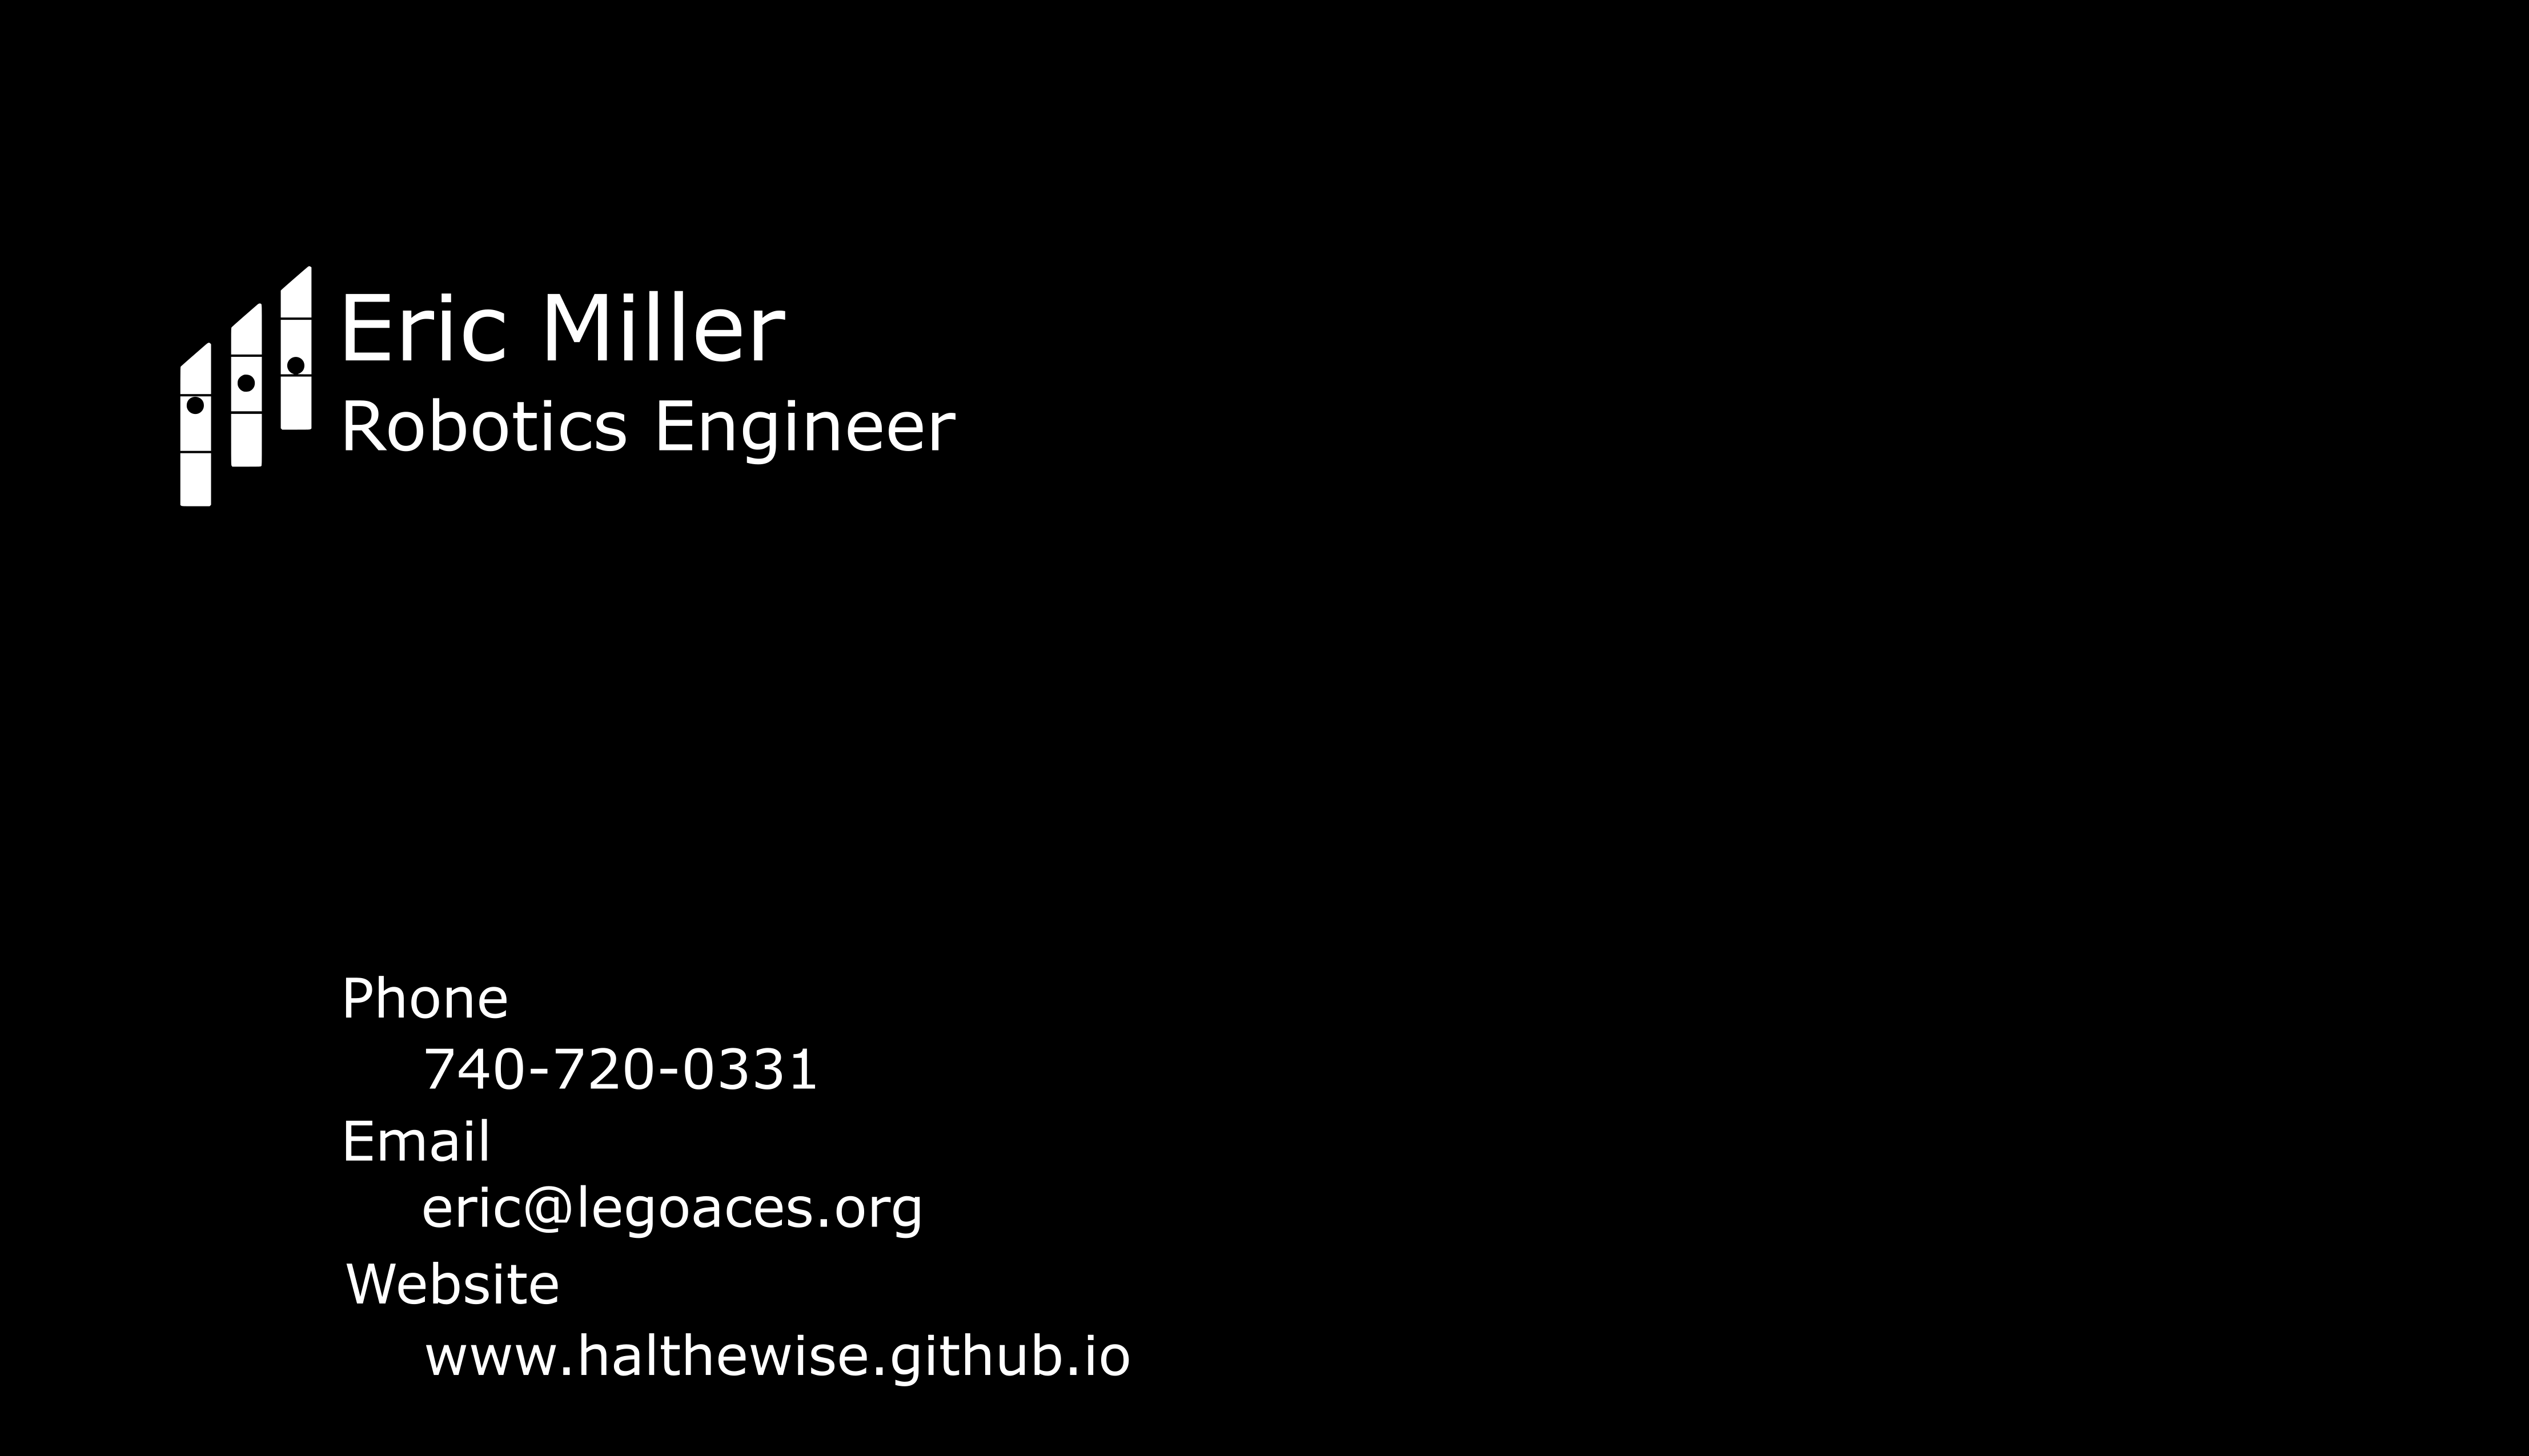 Eric Miller
Robotics Engineer
Phone
740-720-0331
Email
eric@legoaces.org
Website
www.halthewise.github.io